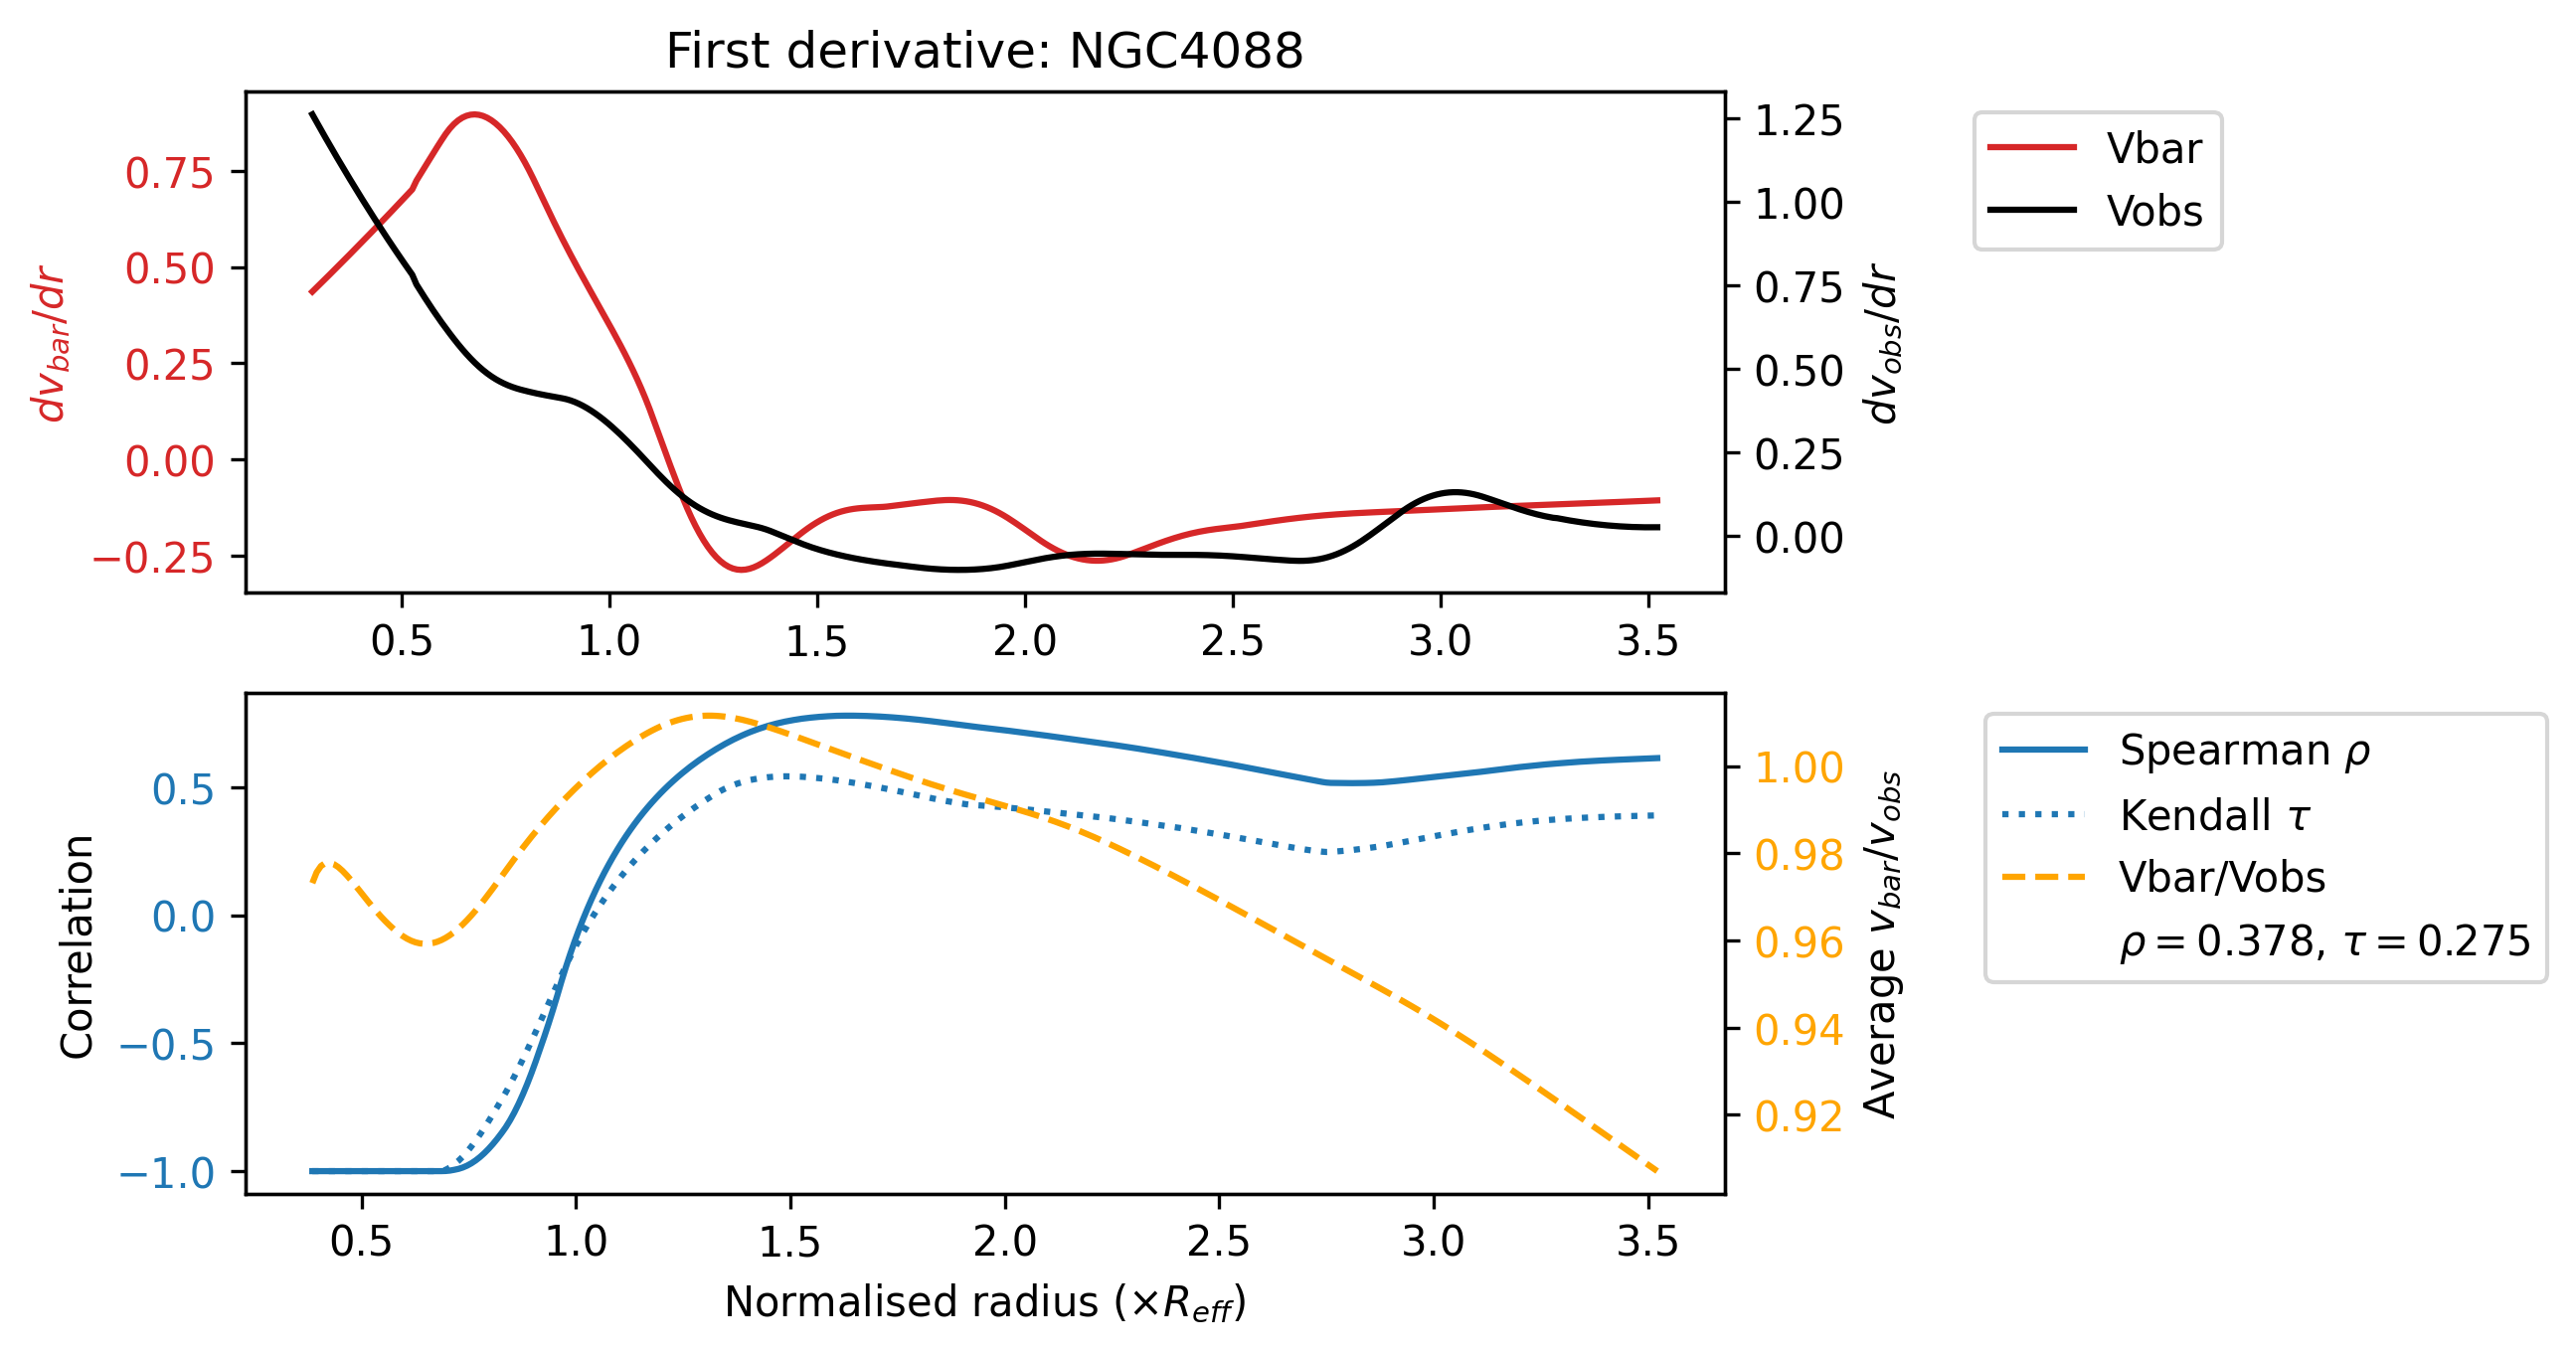 First derivative: NGC4088
dv_bar/dr
0.75
0.50
0.25
0.00
−0.25
1.25
1.00
0.75
0.50
0.25
0.00
dv_obs/dr
0.5 1.0 1.5 2.0 2.5 3.0 3.5
Vbar
Vobs
Correlation
0.5
0.0
−0.5
−1.0
1.00
0.98
0.96
0.94
0.92
Average v_bar/v_obs
0.5 1.0 1.5 2.0 2.5 3.0 3.5
Normalised radius (×R_eff)
Spearman ρ
Kendall τ
Vbar/Vobs
ρ = 0.378, τ = 0.275